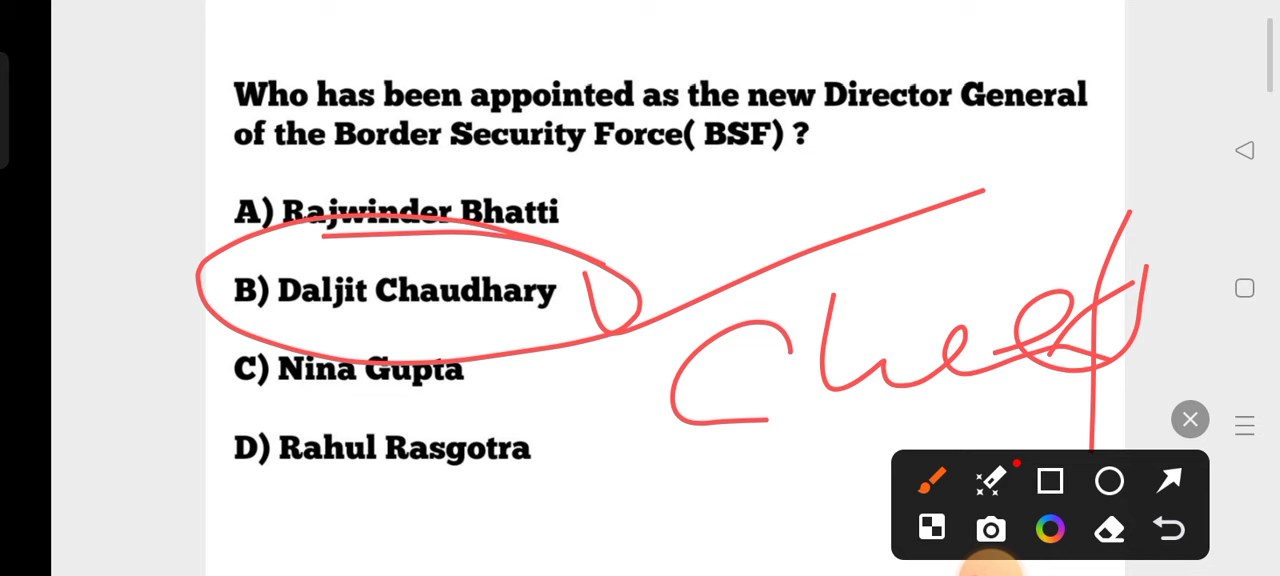 Who has been appointed as the new Director General
of the Border Security Force( BSF) ?
A) Rajwinder Bhatti
B) Daljit Chaudhary
C) Nina Gupta
D) Rahul Rasgotra